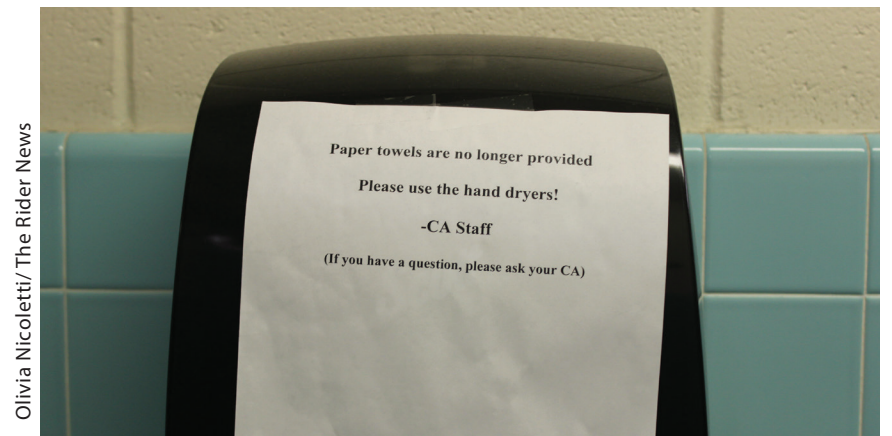 Olivia Nicoletti/ The Rider News
Paper towels are no longer provided
Please use the hand dryers!
-CA Staff
(If you have a question, please ask your CA)